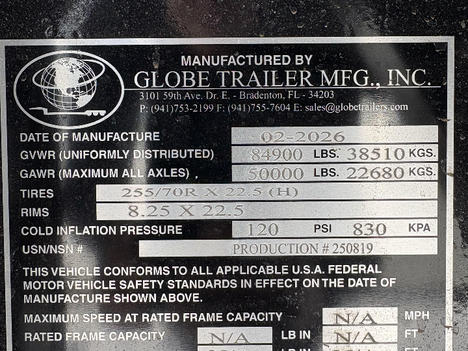 MANUFACTURED BY
GLOBE TRAILER MFG., INC.
3101 59th Ave. Dr. E. - Bradenton, FL - 34203
P: (941)753-2199 F: (941)755-7604 E: sales@globetrailers.com
DATE OF MANUFACTURE 02-2026
GVWR (UNIFORMLY DISTRIBUTED) 84900 LBS. 38510 KGS.
GAWR (MAXIMUM ALL AXLES) 50000 LBS. 22680 KGS.
TIRES 255/70R X 22.5 (H)
RIMS 8.25 X 22.5
COLD INFLATION PRESSURE 120 PSI 830 KPA
USN/NSN # PRODUCTION # 250819
THIS VEHICLE CONFORMS TO ALL APPLICABLE U.S.A. FEDERAL
MOTOR VEHICLE SAFETY STANDARDS IN EFFECT ON THE DATE OF
MANUFACTURE SHOWN ABOVE.
MAXIMUM SPEED AT RATED FRAME CAPACITY N/A MPH
RATED FRAME CAPACITY N/A LB IN N/A FT